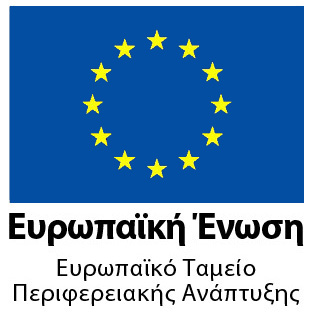 Ευρωπαϊκή Ένωση
Ευρωπαϊκό Ταμείο
Περιφερειακής Ανάπτυξης